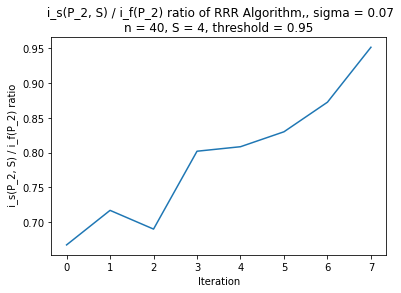 i_s(P_2, S) / i_f(P_2) ratio of RRR Algorithm,, sigma = 0.07
n = 40, S = 4, threshold = 0.95
i_s(P_2, S) / i_f(P_2) ratio
0.95
0.90
0.85
0.80
0.75
0.70
0 1 2 3 4 5 6 7
Iteration